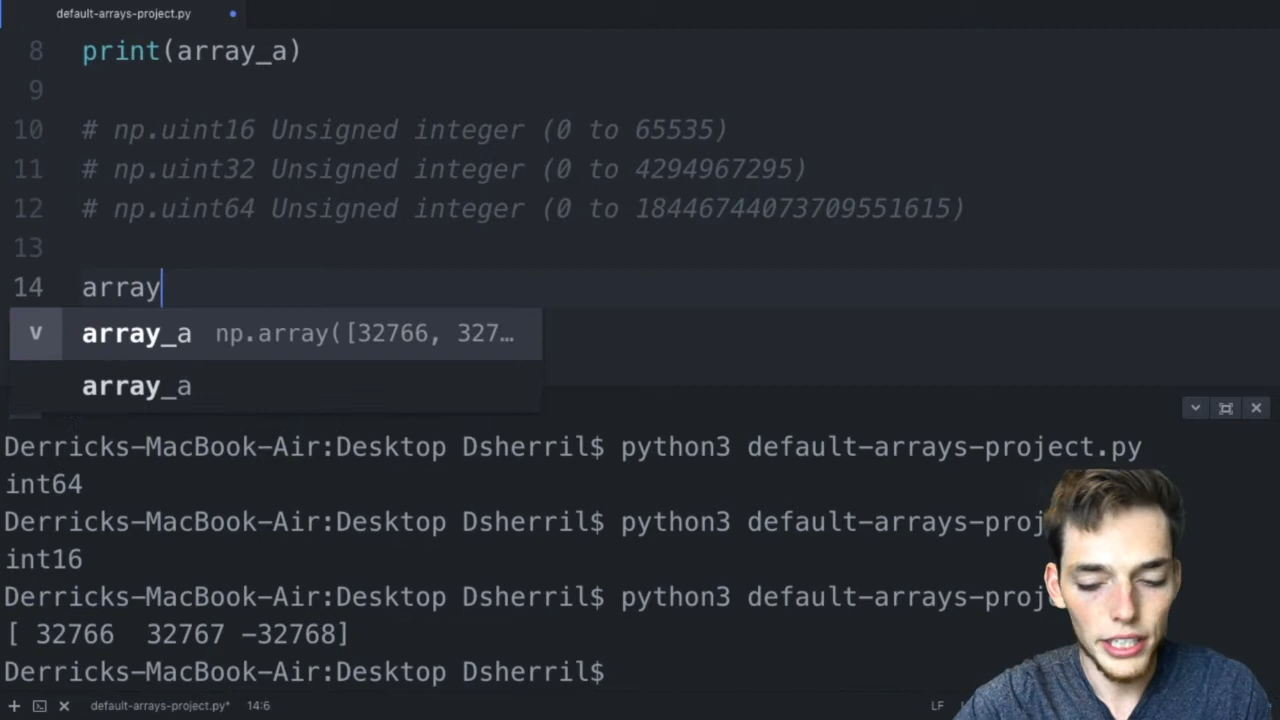 default-arrays-project.py
8 print(array_a)
9
10 # np.uint16 Unsigned integer (0 to 65535)
11 # np.uint32 Unsigned integer (0 to 4294967295)
12 # np.uint64 Unsigned integer (0 to 18446744073709551615)
13
14 array
v array_a np.array([32766, 327…
array_a
Derricks-MacBook-Air:Desktop Dsherril$ python3 default-arrays-project.py
int64
Derricks-MacBook-Air:Desktop Dsherril$ python3 default-arrays-proj
int16
Derricks-MacBook-Air:Desktop Dsherril$ python3 default-arrays-proj
[ 32766  32767 -32768]
Derricks-MacBook-Air:Desktop Dsherril$
default-arrays-project.py* 14:6 LF